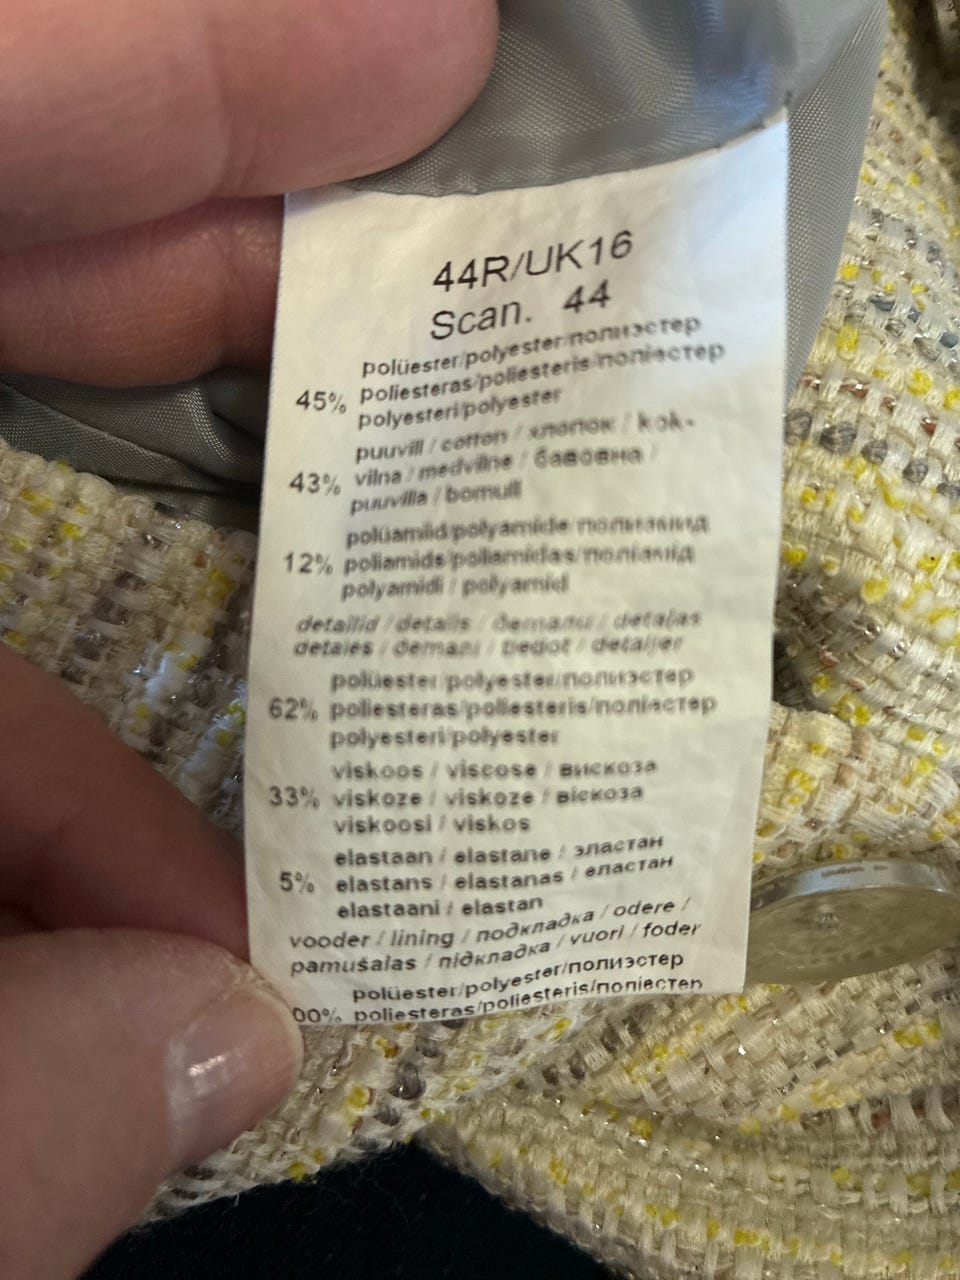 44R/UK16
Scan. 44
polüester/polyester/полиэстер
45% poliesteras/poliesteris/поліестер
polyesteri/polyester
puuvill / cotton / хлопок / kok-
43% vilna / medvilne / бавовна /
puuvilla / bomull
polüamiid/polyamide/полиамид
12% poliamids/poliamidas/поліамід
polyamidi / polyamid
detailid / details / детали / detaļas
detalės / деталі / tiedot / detaljer
polüester/polyester/полиэстер
62% poliesteras/poliesteris/поліестер
polyesteri/polyester
viskoos / viscose / вискоза
33% viskoze / viskoze / віскоза
viskoosi / viskos
elastaan / elastane / эластан
5% elastans / elastanas / еластан
elastaani / elastan
vooder / lining / подкладка / odere /
pamušalas / підкладка / vuori / foder
polüester/polyester/полиэстер
00% poliesteras/poliesteris/поліестер